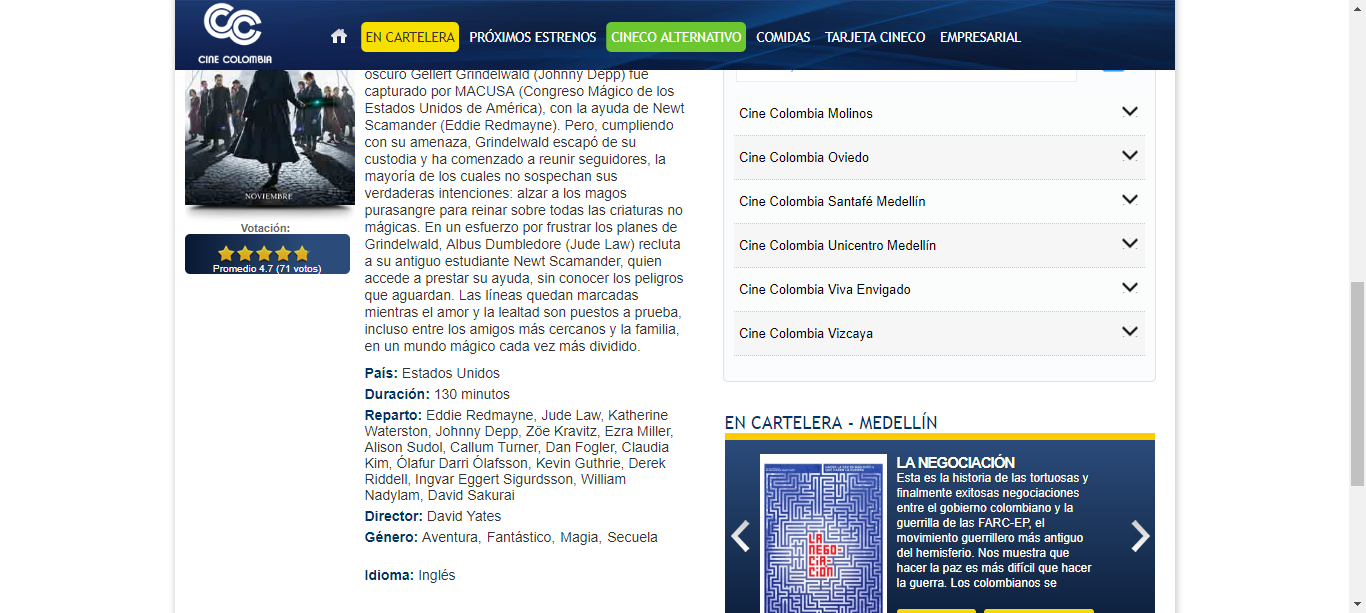 CINE COLOMBIA
EN CARTELERA
PRÓXIMOS ESTRENOS
CINECO ALTERNATIVO
COMIDAS
TARJETA CINECO
EMPRESARIAL
NOVIEMBRE
Votación:
Promedio 4.7 (71 votos)
oscuro Gellert Grindelwald (Johnny Depp) fue
capturado por MACUSA (Congreso Mágico de los
Estados Unidos de América), con la ayuda de Newt
Scamander (Eddie Redmayne). Pero, cumpliendo
con su amenaza, Grindelwald escapó de su
custodia y ha comenzado a reunir seguidores, la
mayoría de los cuales no sospechan sus
verdaderas intenciones: alzar a los magos
purasangre para reinar sobre todas las criaturas no
mágicas. En un esfuerzo por frustrar los planes de
Grindelwald, Albus Dumbledore (Jude Law) recluta
a su antiguo estudiante Newt Scamander, quien
accede a prestar su ayuda, sin conocer los peligros
que aguardan. Las líneas quedan marcadas
mientras el amor y la lealtad son puestos a prueba,
incluso entre los amigos más cercanos y la familia,
en un mundo mágico cada vez más dividido.
País: Estados Unidos
Duración: 130 minutos
Reparto: Eddie Redmayne, Jude Law, Katherine
Waterston, Johnny Depp, Zöe Kravitz, Ezra Miller,
Alison Sudol, Callum Turner, Dan Fogler, Claudia
Kim, Ólafur Darri Ólafsson, Kevin Guthrie, Derek
Riddell, Ingvar Eggert Sigurdsson, William
Nadylam, David Sakurai
Director: David Yates
Género: Aventura, Fantástico, Magia, Secuela
Idioma: Inglés
Cine Colombia Molinos
Cine Colombia Oviedo
Cine Colombia Santafé Medellín
Cine Colombia Unicentro Medellín
Cine Colombia Viva Envigado
Cine Colombia Vizcaya
EN CARTELERA - MEDELLÍN
LA
NEGO-
CIA-
CIÓN
LA NEGOCIACIÓN
Esta es la historia de las tortuosas y
finalmente exitosas negociaciones
entre el gobierno colombiano y la
guerrilla de las FARC-EP, el
movimiento guerrillero más antiguo
del hemisferio. Nos muestra que
hacer la paz es más difícil que hacer
la guerra. Los colombianos se